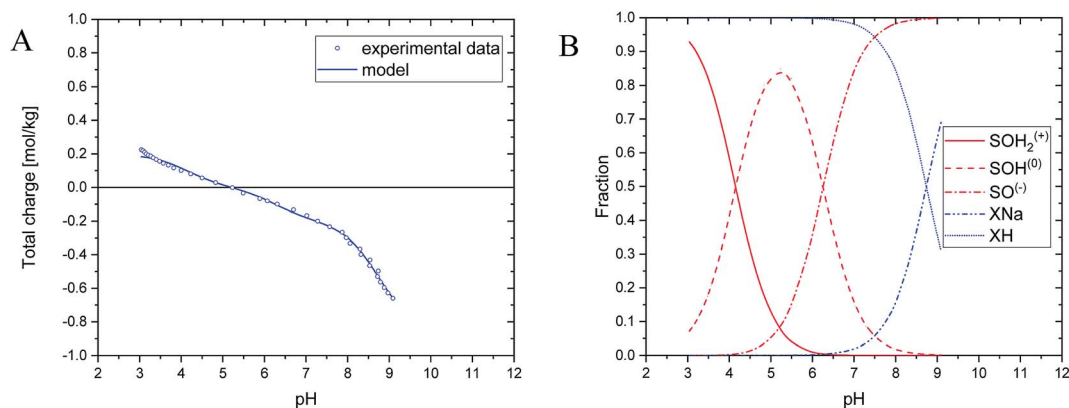 A
experimental data
model
Total charge [mol/kg]
1.0
0.8
0.6
0.4
0.2
0.0
-0.2
-0.4
-0.6
-0.8
-1.0
2 3 4 5 6 7 8 9 10 11 12
pH
B
SOH₂⁽⁺⁾
SOH⁽⁰⁾
SO⁽⁻⁾
XNa
XH
Fraction
1.0
0.9
0.8
0.7
0.6
0.5
0.4
0.3
0.2
0.1
0.0
2 3 4 5 6 7 8 9 10 11 12
pH